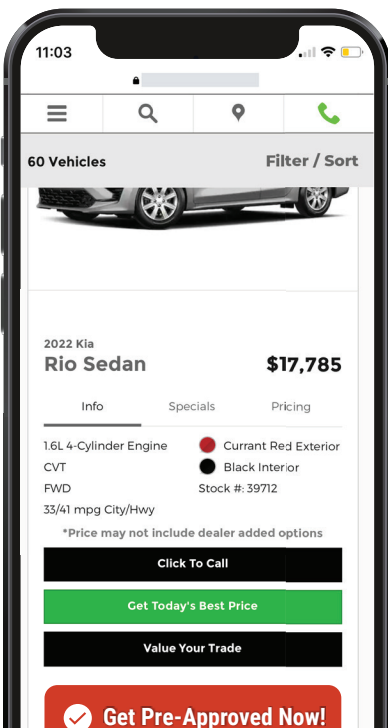 11:03
60 Vehicles Filter / Sort
2022 Kia
Rio Sedan $17,785
Info Specials Pricing
1.6L 4-Cylinder Engine Currant Red Exterior
CVT Black Interior
FWD Stock #: 39712
33/41 mpg City/Hwy
*Price may not include dealer added options
Click To Call
Get Today's Best Price
Value Your Trade
Get Pre-Approved Now!